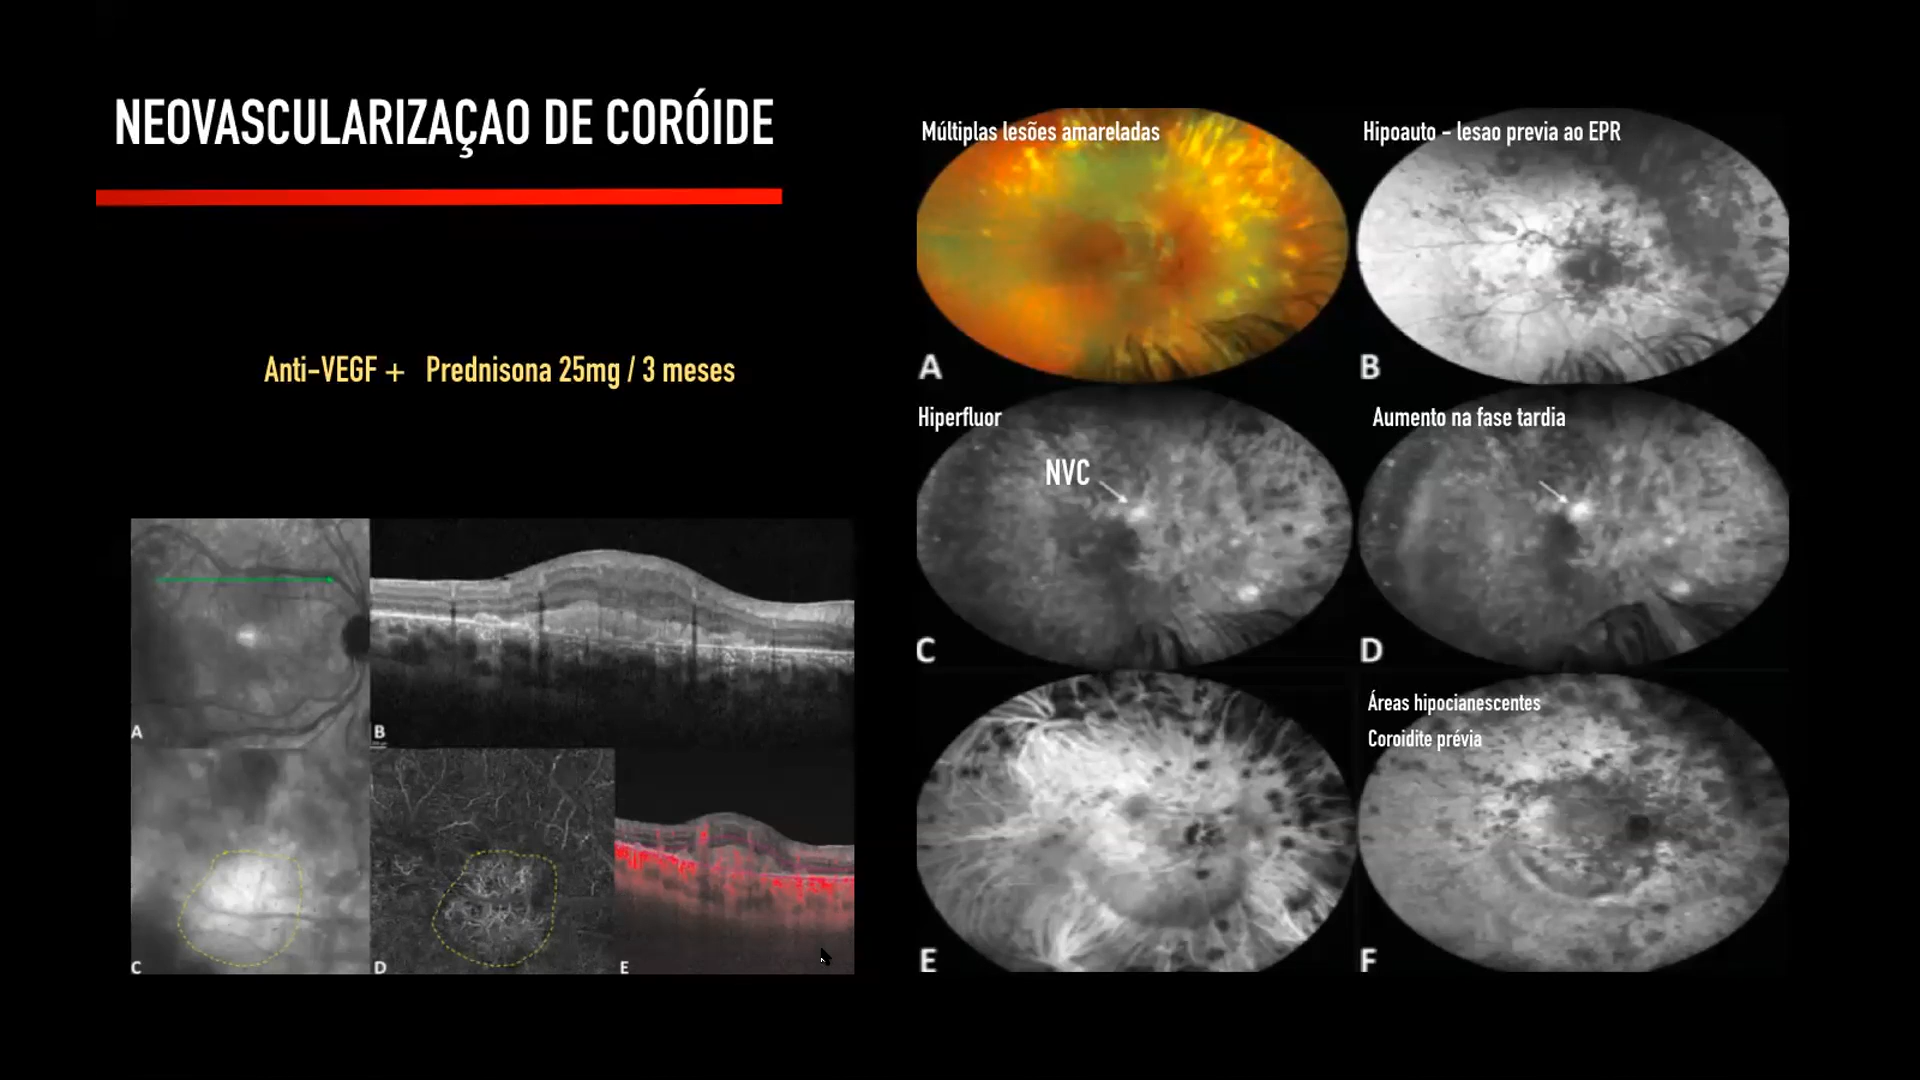 NEOVASCULARIZAÇAO DE CORÓIDE
Anti-VEGF + Prednisona 25mg / 3 meses
A
B
C
D
E
Múltiplas lesões amareladas
A
Hipoauto - lesao previa ao EPR
B
Hiperfluor
NVC
C
Aumento na fase tardia
D
E
Áreas hipocianescentes
Coroidite prévia
F